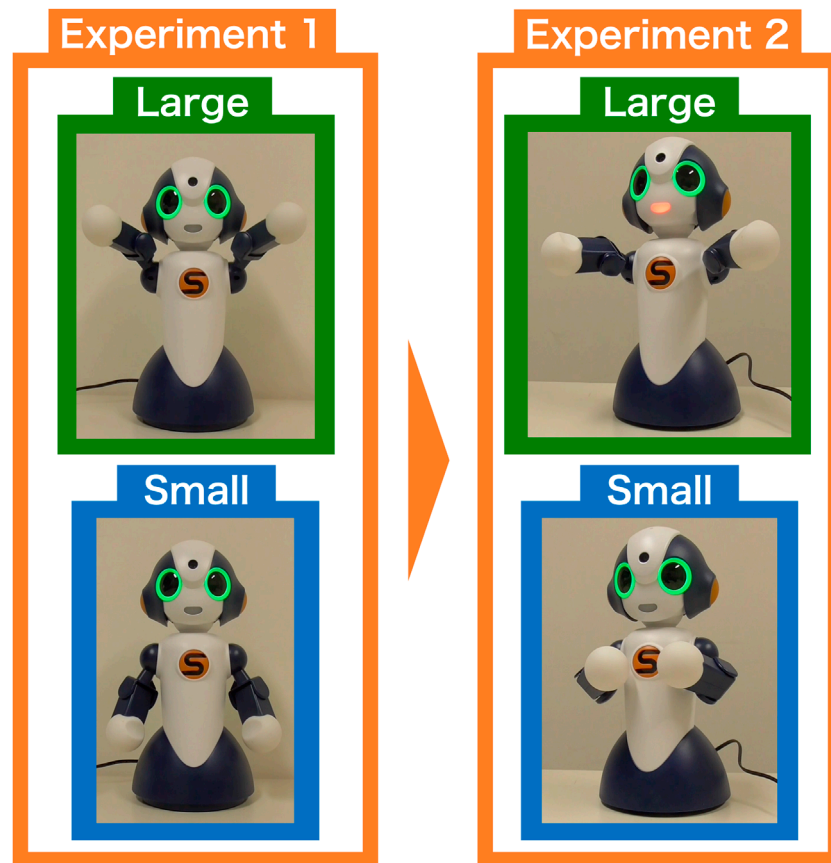 Experiment 1
Large
S
Small
S
Experiment 2
Large
S
Small
S